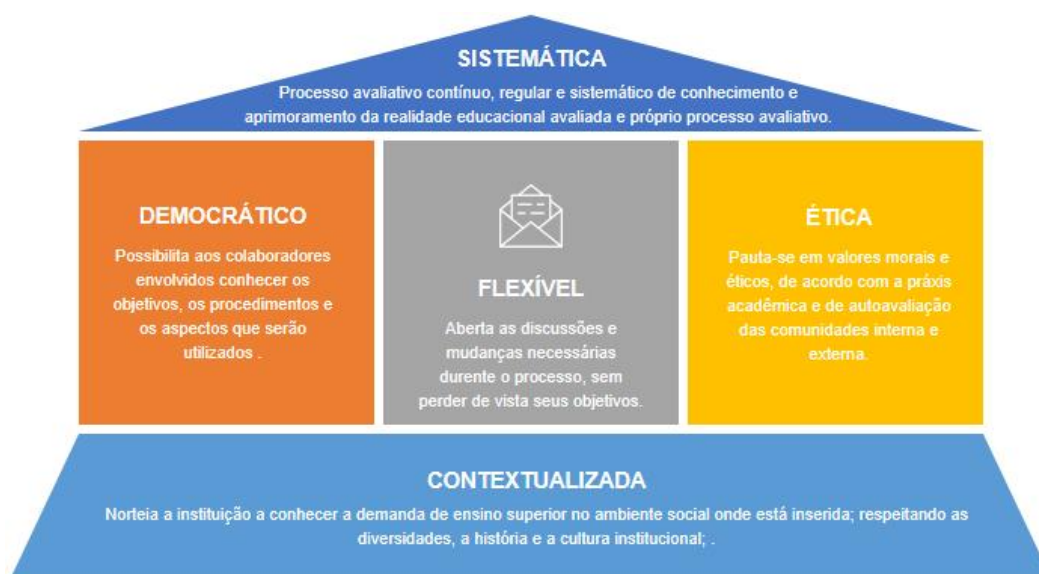 SISTEMÁTICA
Processo avaliativo contínuo, regular e sistemático de conhecimento e
aprimoramento da realidade educacional avaliada e próprio processo avaliativo.
DEMOCRÁTICO
Possibilita aos colaboradores
envolvidos conhecer os
objetivos, os procedimentos e
os aspectos que serão
utilizados .
FLEXÍVEL
Aberta as discussões e
mudanças necessárias
durente o processo, sem
perder de vista seus objetivos.
ÉTICA
Pauta-se em valores morais e
éticos, de acordo com a práxis
acadêmica e de autoavaliação
das comunidades interna e
externa.
CONTEXTUALIZADA
Norteia a instituição a conhecer a demanda de ensino superior no ambiente social onde está inserida; respeitando as
diversidades, a história e a cultura institucional; .